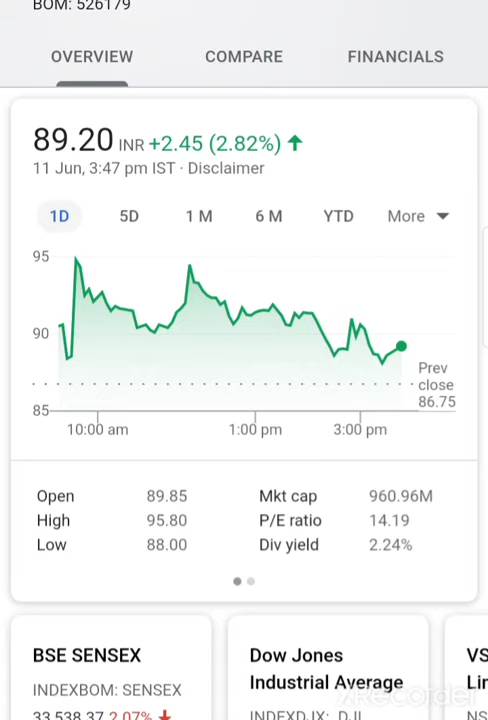 BOM: 526179
OVERVIEW COMPARE FINANCIALS
89.20 INR +2.45 (2.82%)
11 Jun, 3:47 pm IST · Disclaimer
1D 5D 1 M 6 M YTD More
95
90
85
Prev
close
86.75
10:00 am 1:00 pm 3:00 pm
Open 89.85 Mkt cap 960.96M
High 95.80 P/E ratio 14.19
Low 88.00 Div yield 2.24%
BSE SENSEX
INDEXBOM: SENSEX
33,538.37 2.07%
Dow Jones
Industrial Average
INDEXDJX: .DJI
VS
Lin
NS
Recorder